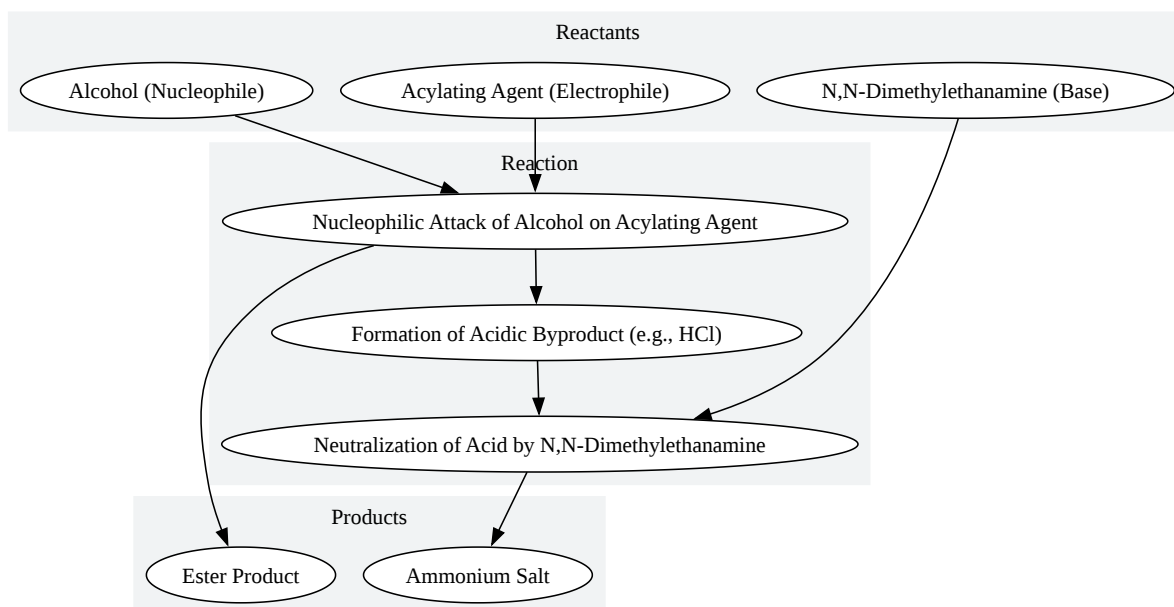 Reactants
Alcohol (Nucleophile)
Acylating Agent (Electrophile)
N,N-Dimethylethanamine (Base)
Reaction
Nucleophilic Attack of Alcohol on Acylating Agent
Formation of Acidic Byproduct (e.g., HCl)
Neutralization of Acid by N,N-Dimethylethanamine
Products
Ester Product
Ammonium Salt